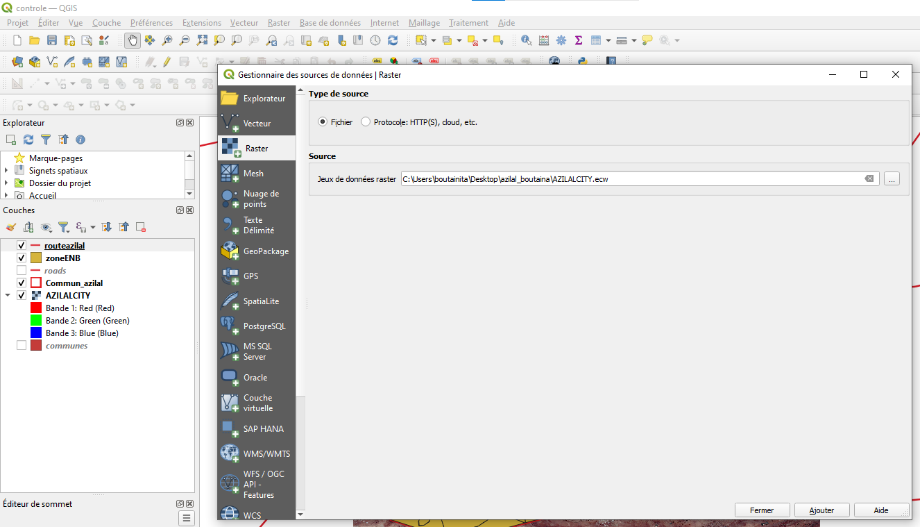 controle — QGIS
Projet Éditer Vue Couche Préférences Extensions Vecteur Raster Base de données Internet Maillage Traitement Aide
Explorateur
Marque-pages
Signets spatiaux
Dossier du projet
Accueil
Couches
routeazilal
zoneENB
roads
Commun_azilal
AZILALCITY
Bande 1: Red (Red)
Bande 2: Green (Green)
Bande 3: Blue (Blue)
communes
Éditeur de sommet
Gestionnaire des sources de données | Raster
Explorateur
Vecteur
Raster
Mesh
Nuage de
points
Texte
Délimité
GeoPackage
GPS
SpatiaLite
PostgreSQL
MS SQL
Server
Oracle
Couche
virtuelle
SAP HANA
WMS/WMTS
WFS / OGC
API -
Features
WCS
Type de source
Fichier Protocole: HTTP(S), cloud, etc.
Source
Jeux de données raster C:\Users\boutainita\Desktop\azilal_boutaina\AZILALCITY.ecw ...
Fermer Ajouter Aide